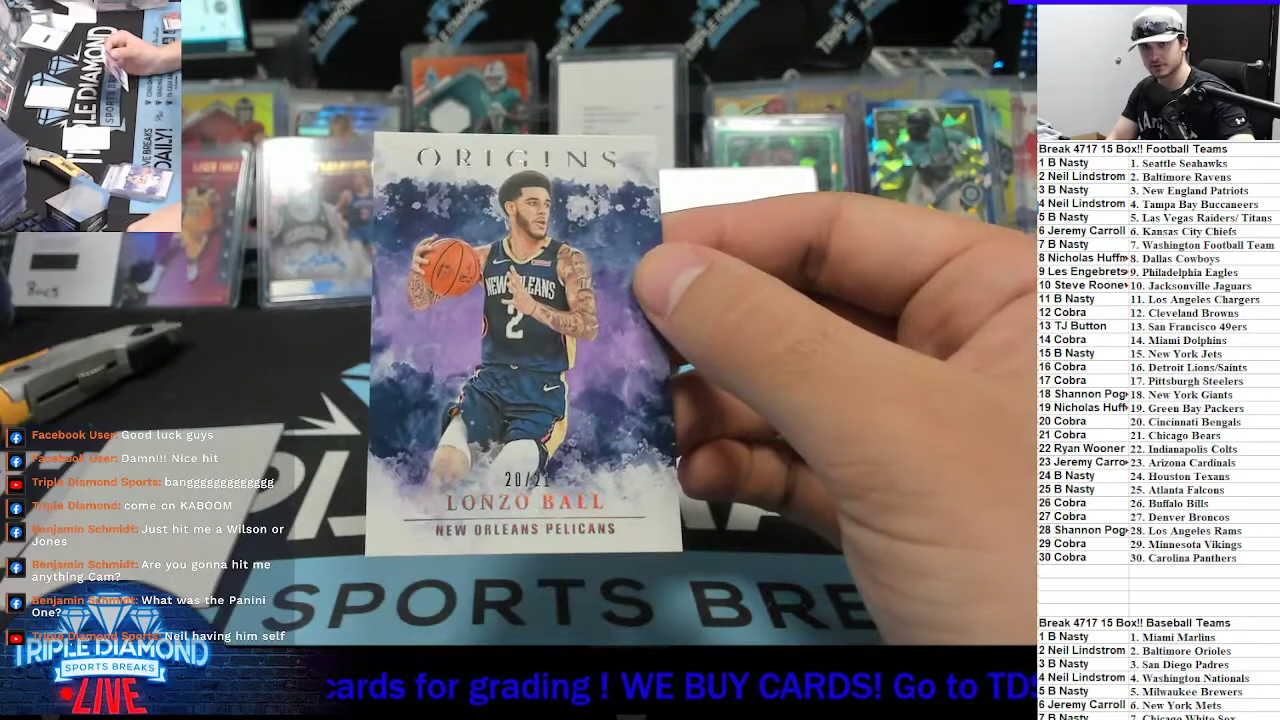 ORIGINS
NEW ORLEANS
2
20/21
LONZO BALL
NEW ORLEANS PELICANS
SPORTS BRE
TRIPLE DIAMOND
SPORTS BREAKS
DAILY!
Bucs
Facebook User: Good luck guys
Facebook User: Damn!!! Nice hit
Triple Diamond Sports: banggggggggggggg
Triple Diamond: come on KABOOM
Benjamin Schmidt: Just hit me a Wilson or
Jones
Benjamin Schmidt: Are you gonna hit me
anything Cam?
Benjamin Schmidt: What was the Panini
One?
Triple Diamond Sports: Neil having him self
TRIPLE DIAMOND
SPORTS BREAKS
LIVE
cards for grading ! WE BUY CARDS! Go
Break 4717 15 Box!! Football Teams
1 B Nasty 1. Seattle Seahawks
2 Neil Lindstrom 2. Baltimore Ravens
3 B Nasty 3. New England Patriots
4 Neil Lindstrom 4. Tampa Bay Buccaneers
5 B Nasty 5. Las Vegas Raiders/ Titans
6 Jeremy Carroll 6. Kansas City Chiefs
7 B Nasty 7. Washington Football Team
8 Nicholas Huffm 8. Dallas Cowboys
9 Les Engebrets 9. Philadelphia Eagles
10 Steve Roone 10. Jacksonville Jaguars
11 B Nasty 11. Los Angeles Chargers
12 Cobra 12. Cleveland Browns
13 TJ Button 13. San Francisco 49ers
14 Cobra 14. Miami Dolphins
15 B Nasty 15. New York Jets
16 Cobra 16. Detroit Lions/Saints
17 Cobra 17. Pittsburgh Steelers
18 Shannon Pog 18. New York Giants
19 Nicholas Huff 19. Green Bay Packers
20 Cobra 20. Cincinnati Bengals
21 Cobra 21. Chicago Bears
22 Ryan Wooner 22. Indianapolis Colts
23 Jeremy Carro 23. Arizona Cardinals
24 B Nasty 24. Houston Texans
25 B Nasty 25. Atlanta Falcons
26 Cobra 26. Buffalo Bills
27 Cobra 27. Denver Broncos
28 Shannon Pog 28. Los Angeles Rams
29 Cobra 29. Minnesota Vikings
30 Cobra 30. Carolina Panthers
Break 4717 15 Box!! Baseball Teams
1 B Nasty 1. Miami Marlins
2 Neil Lindstrom 2. Baltimore Orioles
3 B Nasty 3. San Diego Padres
4 Neil Lindstrom 4. Washington Nationals
5 B Nasty 5. Milwaukee Brewers
6 Jeremy Carroll 6. New York Mets
7 B Nasty 7. Chicago White Sox